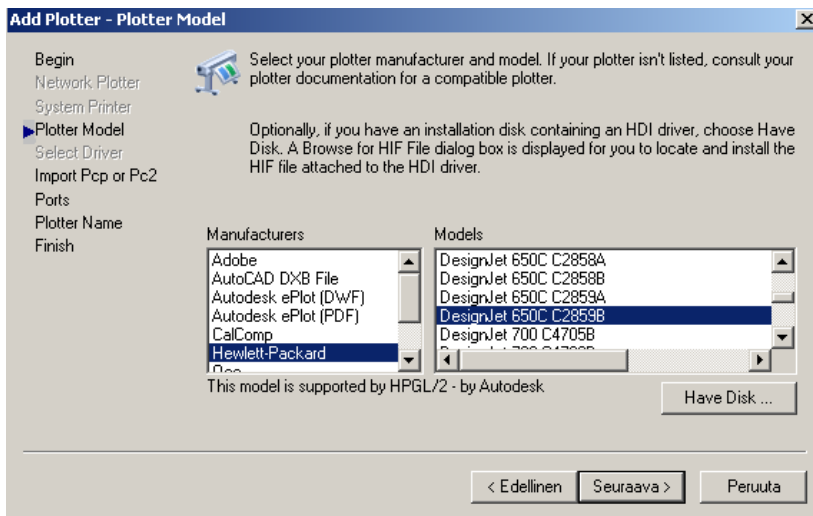 Add Plotter - Plotter Model
Begin
Network Plotter
System Printer
Plotter Model
Select Driver
Import Pcp or Pc2
Ports
Plotter Name
Finish
Select your plotter manufacturer and model. If your plotter isn't listed, consult your
plotter documentation for a compatible plotter.
Optionally, if you have an installation disk containing an HDI driver, choose Have
Disk. A Browse for HIF File dialog box is displayed for you to locate and install the
HIF file attached to the HDI driver.
Manufacturers
Adobe
AutoCAD DXB File
Autodesk ePlot (DWF)
Autodesk ePlot (PDF)
CalComp
Hewlett-Packard
Models
DesignJet 650C C2858A
DesignJet 650C C2858B
DesignJet 650C C2859A
DesignJet 650C C2859B
DesignJet 700 C4705B
This model is supported by HPGL/2 - by Autodesk
Have Disk ...
< Edellinen
Seuraava >
Peruuta